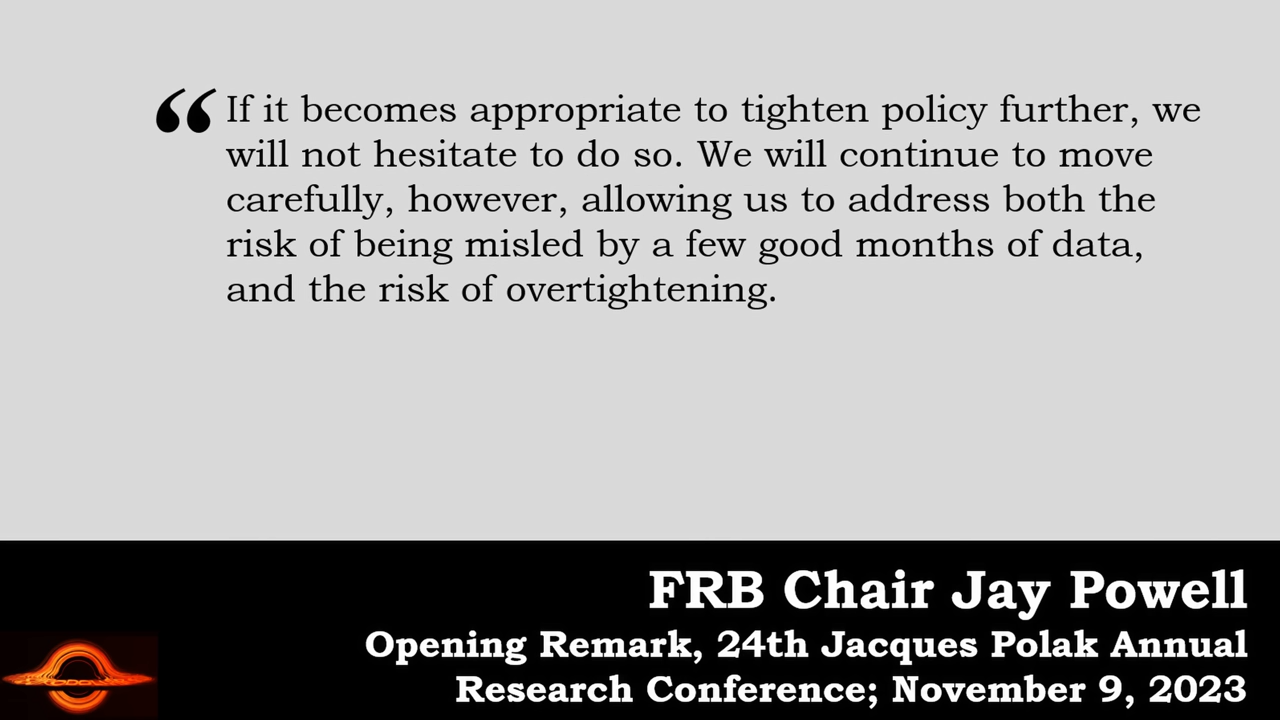 “If it becomes appropriate to tighten policy further, we
will not hesitate to do so. We will continue to move
carefully, however, allowing us to address both the
risk of being misled by a few good months of data,
and the risk of overtightening.
FRB Chair Jay Powell
Opening Remark, 24th Jacques Polak Annual
Research Conference; November 9, 2023